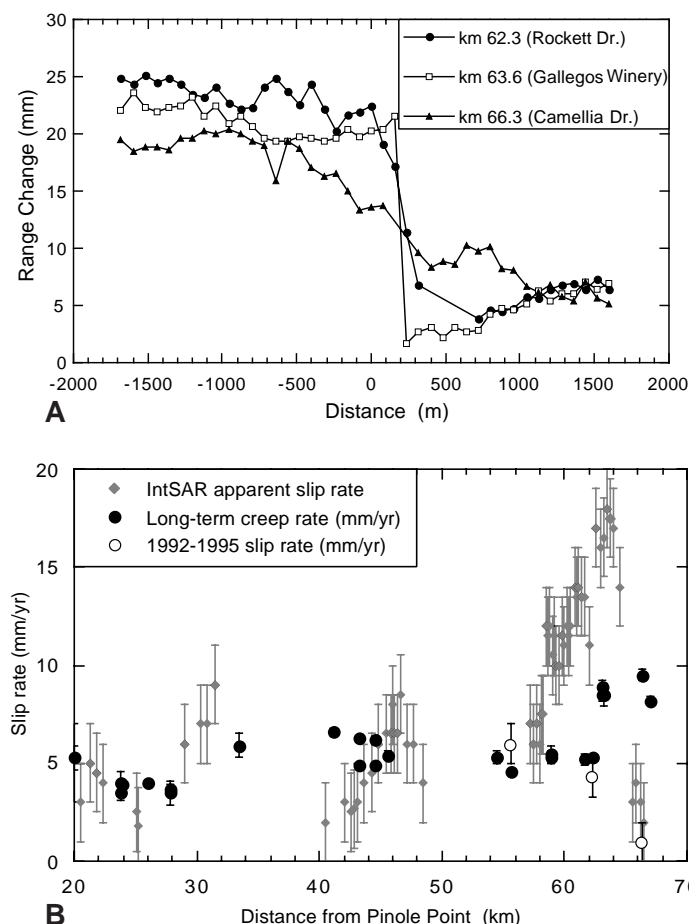 30
25
20
15
10
5
0
Range Change (mm)
km 62.3 (Rockett Dr.)
km 63.6 (Gallegos Winery)
km 66.3 (Camellia Dr.)
-2000 -1500 -1000 -500 0 500 1000 1500 2000
A
Distance (m)
20
15
10
5
0
Slip rate (mm/yr)
IntSAR apparent slip rate
Long-term creep rate (mm/yr)
1992-1995 slip rate (mm/yr)
20 30 40 50 60 70
B
Distance from Pinole Point (km)